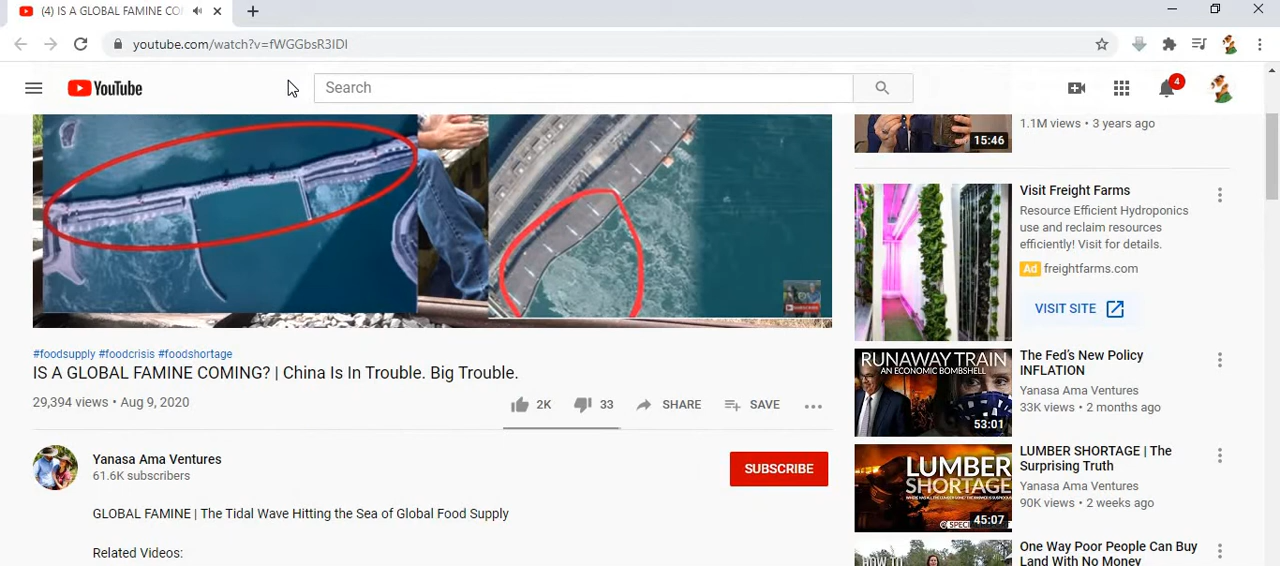 (4) IS A GLOBAL FAMINE CO
youtube.com/watch?v=fWGGbsR3IDI
YouTube
Search
4
15:46
1.1M views • 3 years ago
Visit Freight Farms
Resource Efficient Hydroponics
use and reclaim resources
efficiently! Visit for details.
Ad freightfarms.com
VISIT SITE
#foodsupply #foodcrisis #foodshortage
IS A GLOBAL FAMINE COMING? | China Is In Trouble. Big Trouble.
29,394 views • Aug 9, 2020
2K 33 SHARE SAVE
Yanasa Ama Ventures
61.6K subscribers
SUBSCRIBE
GLOBAL FAMINE | The Tidal Wave Hitting the Sea of Global Food Supply
Related Videos:
RUNAWAY TRAIN
AN ECONOMIC BOMBSHELL
53:01
The Fed's New Policy
INFLATION
Yanasa Ama Ventures
33K views • 2 months ago
LUMBER
SHORTAGE
45:07
LUMBER SHORTAGE | The
Surprising Truth
Yanasa Ama Ventures
90K views • 2 weeks ago
HOW TO
One Way Poor People Can Buy
Land With No Money